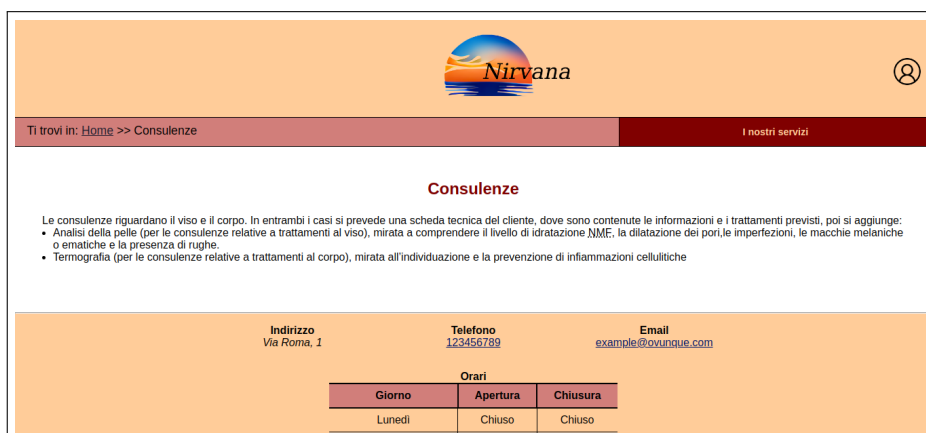 Nirvana
Ti trovi in: Home >> Consulenze
I nostri servizi
Consulenze
Le consulenze riguardano il viso e il corpo. In entrambi i casi si prevede una scheda tecnica del cliente, dove sono contenute le informazioni e i trattamenti previsti, poi si aggiunge:
• Analisi della pelle (per le consulenze relative a trattamenti al viso), mirata a comprendere il livello di idratazione NMF, la dilatazione dei pori,le imperfezioni, le macchie melaniche
o ematiche e la presenza di rughe.
• Termografia (per le consulenze relative a trattamenti al corpo), mirata all'individuazione e la prevenzione di infiammazioni cellulitiche
Indirizzo Telefono Email
Via Roma, 1 123456789 example@ovunque.com
Orari
Giorno Apertura Chiusura
Lunedì Chiuso Chiuso